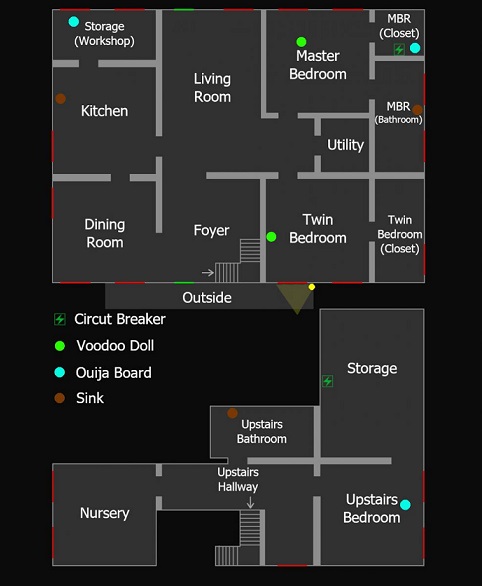 Storage
(Workshop)
MBR
(Closet)
Living
Room
Master
Bedroom
Kitchen
MBR
(Bathroom)
Utility
Dining
Room
Foyer
Twin
Bedroom
Twin
Bedroom
(Closet)
Outside
Circut Breaker
Voodoo Doll
Ouija Board
Sink
Storage
Upstairs
Bathroom
Upstairs
Hallway
Nursery
Upstairs
Bedroom